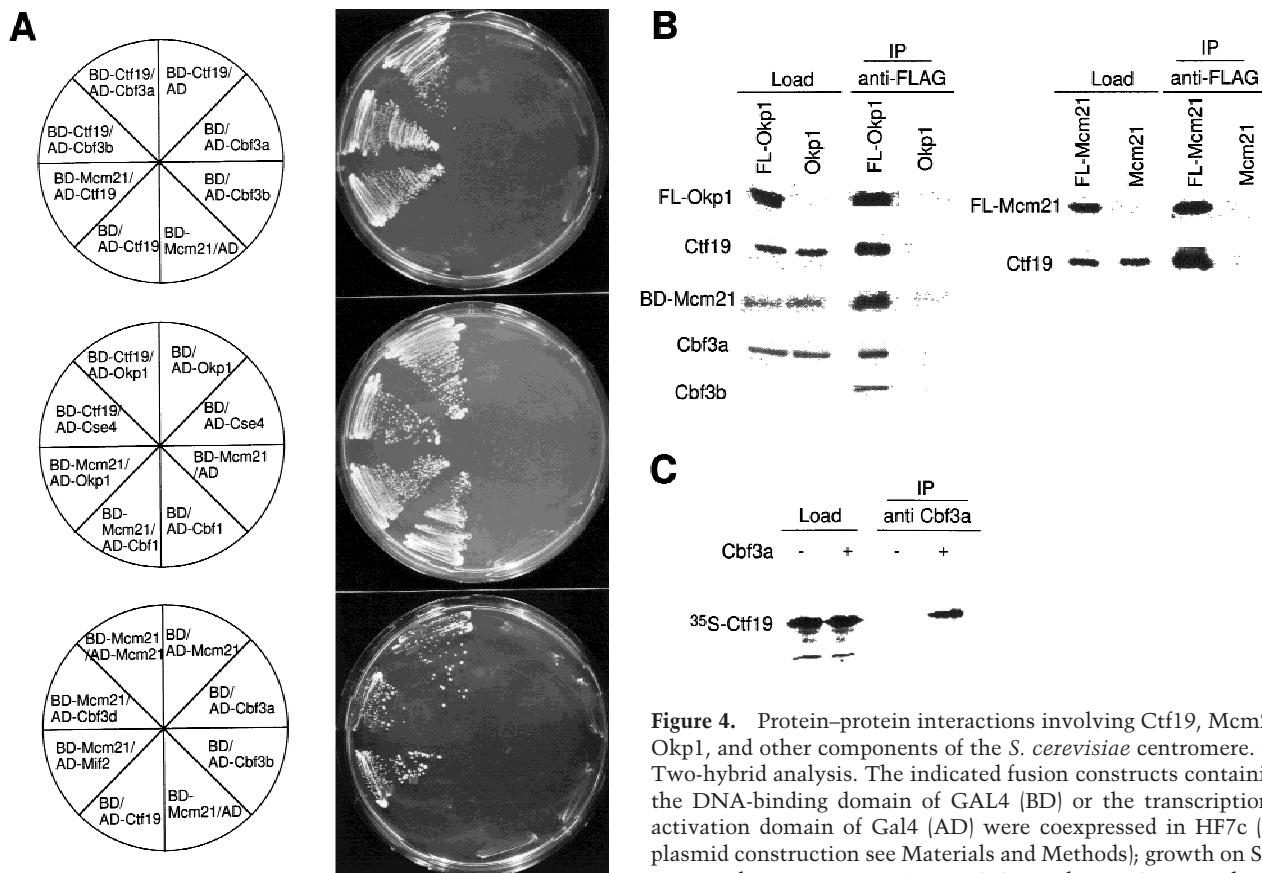 A
BD-Ctf19/
AD-Cbf3a
BD-Ctf19/
AD
BD-Ctf19/
AD-Cbf3b
BD/
AD-Cbf3a
BD-Mcm21/
AD-Ctf19
BD/
AD-Cbf3b
BD/
AD-Ctf19
BD-
Mcm21/AD
BD-Ctf19/
AD-Okp1
BD/
AD-Okp1
BD-Ctf19/
AD-Cse4
BD/
AD-Cse4
BD-Mcm21/
AD-Okp1
BD-Mcm21
/AD
BD-
Mcm21/
AD-Cbf1
BD/
AD-Cbf1
BD-Mcm21
/AD-Mcm21
BD/
AD-Mcm21
BD-Mcm21/
AD-Cbf3d
BD/
AD-Cbf3a
BD-Mcm21/
AD-Mif2
BD/
AD-Cbf3b
BD/
AD-Ctf19
BD-
Mcm21/AD
B
Load
IP
anti-FLAG
FL-Okp1
Okp1
FL-Okp1
Okp1
FL-Okp1
Ctf19
BD-Mcm21
Cbf3a
Cbf3b
Load
IP
anti-FLAG
FL-Mcm21
Mcm21
FL-Mcm21
Mcm21
FL-Mcm21
Ctf19
C
Load
IP
anti Cbf3a
Cbf3a - + - +
35S-Ctf19
Figure 4. Protein–protein interactions involving Ctf19,
Okp1, and other components of the S. cerevisiae centromere.
Two-hybrid analysis. The indicated fusion constructs
the DNA-binding domain of GAL4 (BD) or the
activation domain of Gal4 (AD) were coexpressed in HF7c
plasmid construction see Materials and Methods); growth on